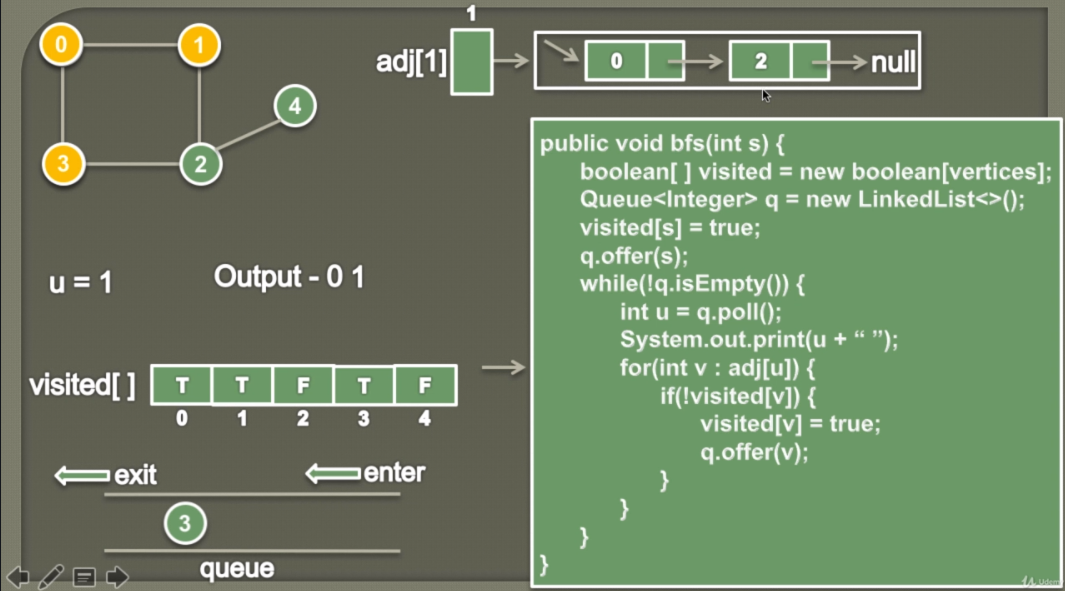 1
0 1
adj[1] 0 2 null
4
3 2
public void bfs(int s) {
boolean[ ] visited = new boolean[vertices];
Queue<Integer> q = new LinkedList<>();
visited[s] = true;
q.offer(s);
while(!q.isEmpty()) {
int u = q.poll();
System.out.print(u + “ ”);
for(int v : adj[u]) {
if(!visited[v]) {
visited[v] = true;
q.offer(v);
}
}
}
}
u = 1
Output - 0 1
visited[ ] T T F T F
0 1 2 3 4
exit enter
3
queue
Udemy